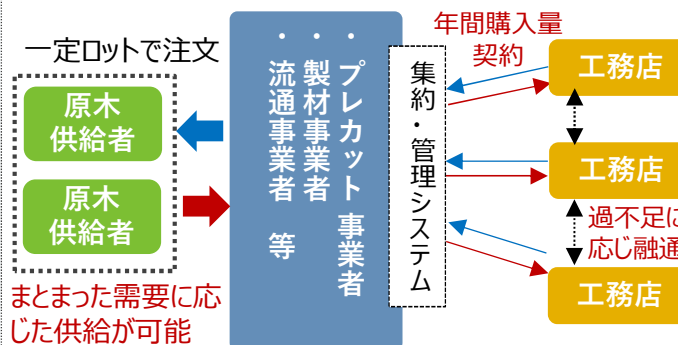 一定ロットで注文
原木
供給者
原木
供給者
まとまった需要に応
じた供給が可能
・プレカット事業者
・製材事業者
・流通事業者 等
集約・管理システム
年間購入量
契約
工務店
工務店
過不足に
応じ融通
工務店